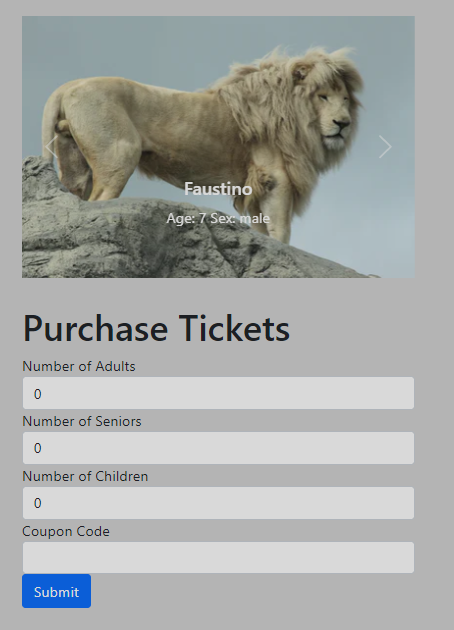 Faustino
Age: 7 Sex: male
Purchase Tickets
Number of Adults
0
Number of Seniors
0
Number of Children
0
Coupon Code
Submit